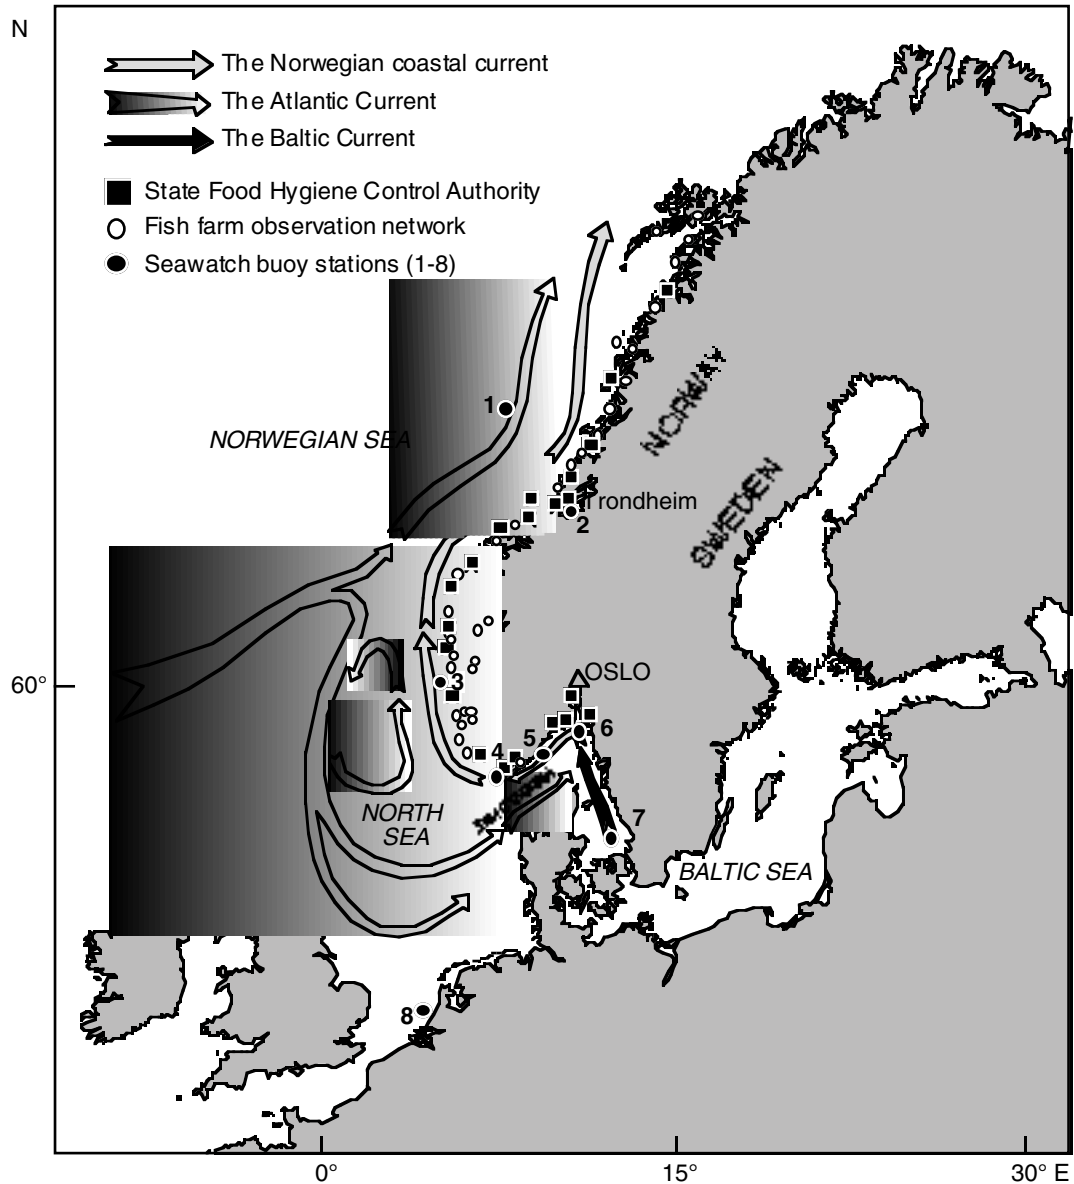 N
The Norwegian coastal current
The Atlantic Current
The Baltic Current
State Food Hygiene Control Authority
Fish farm observation network
Seawatch buoy stations (1-8)
1
NORWEGIAN SEA
NORWAY
SWEDEN
Trondheim
2
60°
3
OSLO
4
5
6
Skagerrak
NORTH
SEA
7
BALTIC SEA
8
0°
15°
30° E